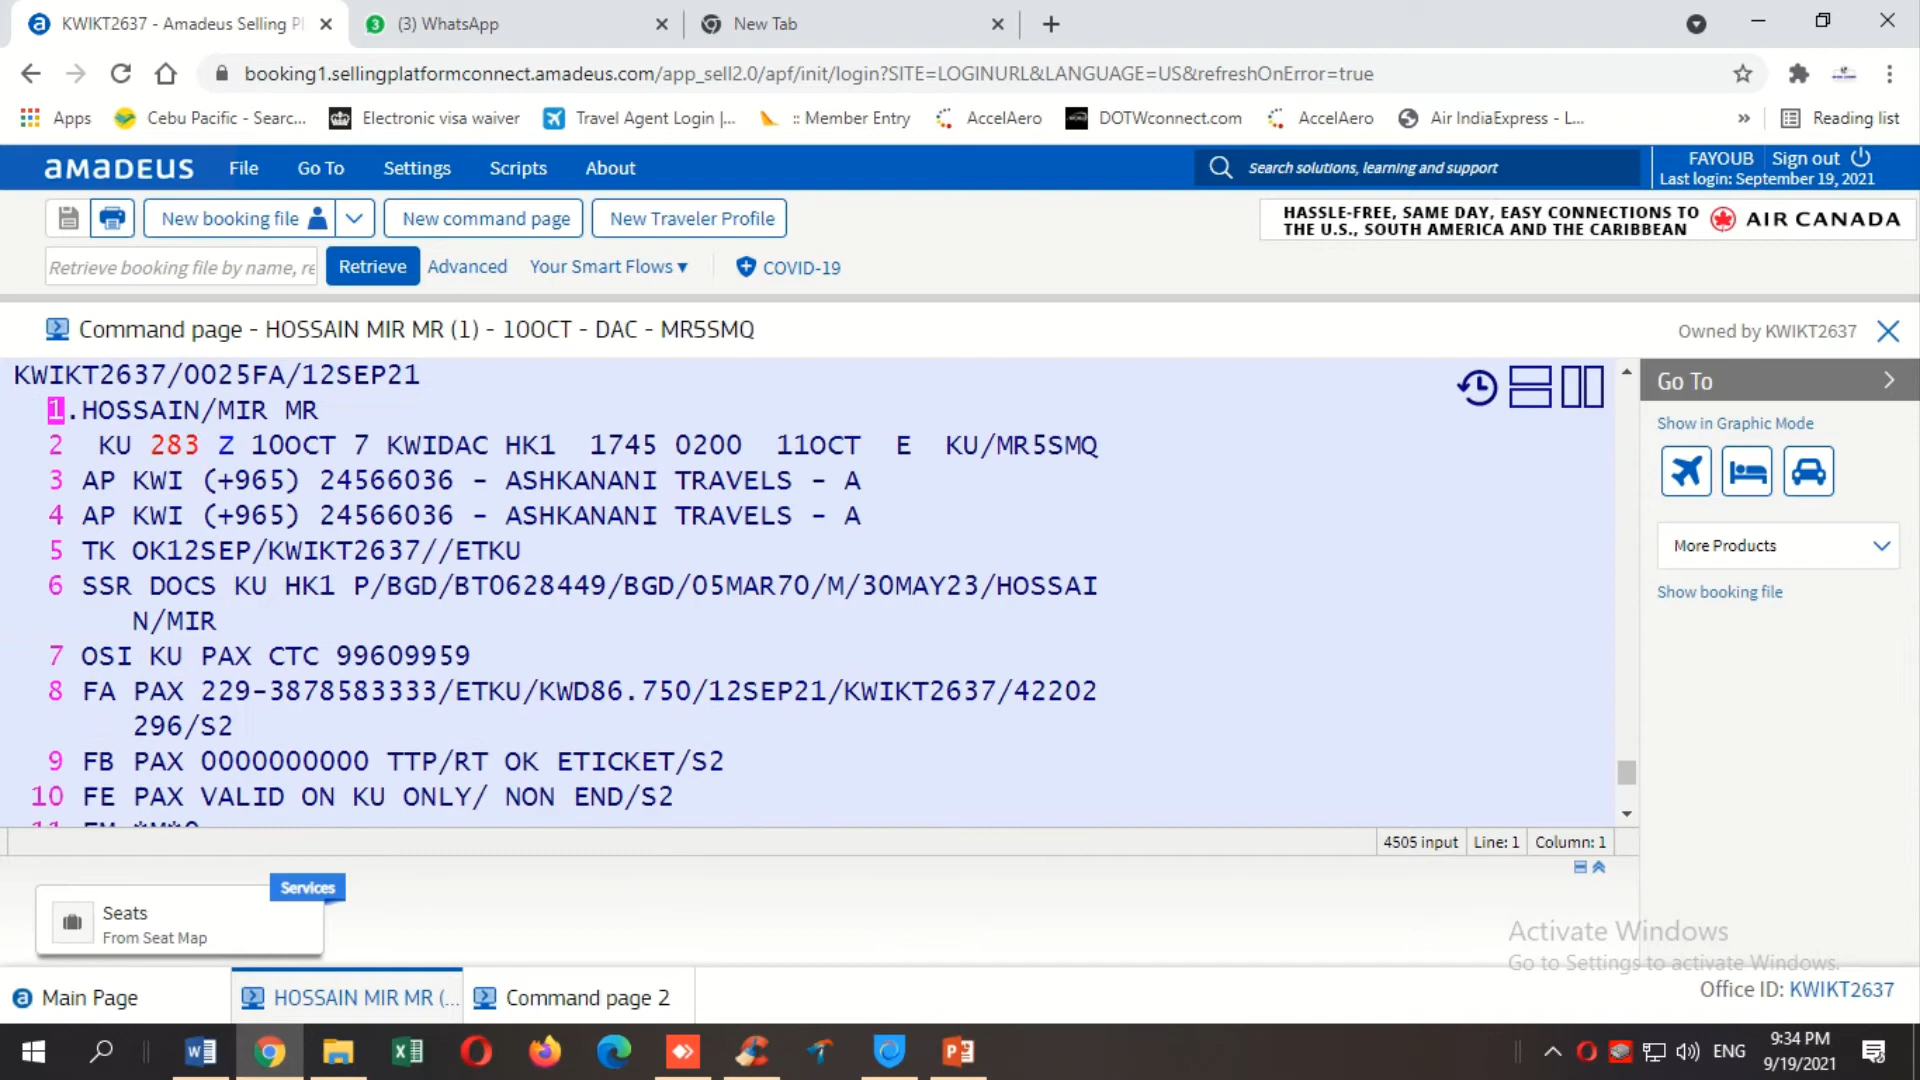 KWIKT2637 - Amadeus Selling Pl
(3) WhatsApp
New Tab
booking1.sellingplatformconnect.amadeus.com/app_sell2.0/apf/init/login?SITE=LOGINURL&LANGUAGE=US&refreshOnError=true
Apps
Cebu Pacific - Searc...
Electronic visa waiver
Travel Agent Login |...
:: Member Entry
AccelAero
DOTWconnect.com
AccelAero
Air IndiaExpress - L...
»
Reading list
amadeus
File
Go To
Settings
Scripts
About
Search solutions, learning and support
FAYOUB
Sign out
Last login: September 19, 2021
New booking file
New command page
New Traveler Profile
HASSLE-FREE, SAME DAY, EASY CONNECTIONS TO
THE U.S., SOUTH AMERICA AND THE CARIBBEAN
AIR CANADA
Retrieve booking file by name, re
Retrieve
Advanced
Your Smart Flows
COVID-19
Command page - HOSSAIN MIR MR (1) - 10OCT - DAC - MR5SMQ
Owned by KWIKT2637
KWIKT2637/0025FA/12SEP21
1.HOSSAIN/MIR MR
2 KU 283 Z 10OCT 7 KWIDAC HK1 1745 0200 11OCT E KU/MR5SMQ
3 AP KWI (+965) 24566036 - ASHKANANI TRAVELS - A
4 AP KWI (+965) 24566036 - ASHKANANI TRAVELS - A
5 TK OK12SEP/KWIKT2637//ETKU
6 SSR DOCS KU HK1 P/BGD/BT0628449/BGD/05MAR70/M/30MAY23/HOSSAI
N/MIR
7 OSI KU PAX CTC 99609959
8 FA PAX 229-3878583333/ETKU/KWD86.750/12SEP21/KWIKT2637/42202
296/S2
9 FB PAX 0000000000 TTP/RT OK ETICKET/S2
10 FE PAX VALID ON KU ONLY/ NON END/S2
11 FM *M*0
Go To
Show in Graphic Mode
More Products
Show booking file
4505 input
Line: 1
Column: 1
Services
Seats
From Seat Map
Activate Windows
Go to Settings to activate Windows.
Main Page
HOSSAIN MIR MR (...
Command page 2
Office ID: KWIKT2637
ENG
9:34 PM
9/19/2021